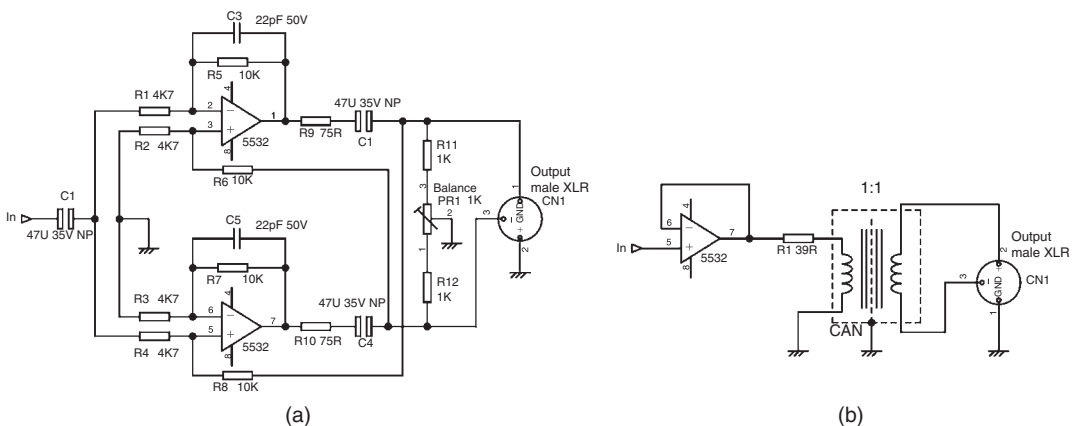 C3
22pF 50V
R5 10K
R1 4K7
4
2
−
3
+
1
5532
8
R2 4K7
47U 35V NP
R9 75R
C1
R6 10K
R11
1K
3
Balance
PR1 1K
2
1
R12
1K
Output
male XLR
CN1
1
GND
3
−
+
2
C1
In
47U 35V NP
C5
22pF 50V
R7 10K
R3 4K7
4
6
−
5
+
7
5532
8
R4 4K7
47U 35V NP
R10 75R
C4
R8 10K
(a)
1:1
4
6
−
In
5
+
7
5532
8
R1 39R
CAN
Output
male XLR
CN1
2
+
3
−
GND
1
(b)